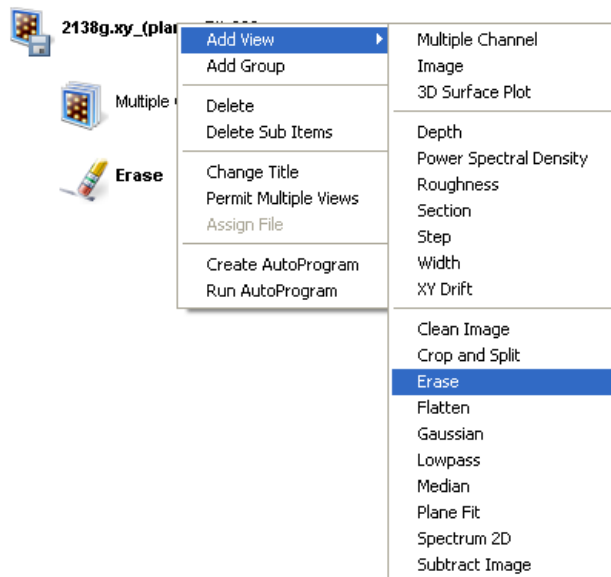 2138g.xy_(pla
Multiple
Erase
Add View
Add Group
Delete
Delete Sub Items
Change Title
Permit Multiple Views
Assign File
Create AutoProgram
Run AutoProgram
Multiple Channel
Image
3D Surface Plot
Depth
Power Spectral Density
Roughness
Section
Step
Width
XY Drift
Clean Image
Crop and Split
Erase
Flatten
Gaussian
Lowpass
Median
Plane Fit
Spectrum 2D
Subtract Image